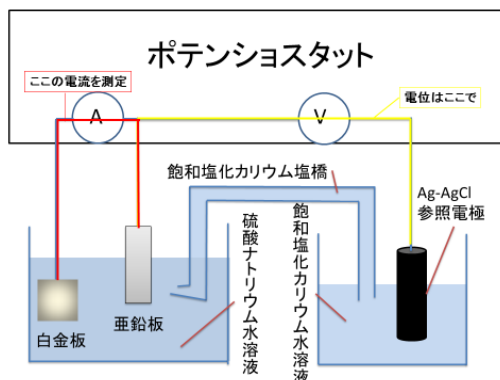 ポテンショスタット
ここの電流を測定
A
V
電位はここで
飽和塩化カリウム塩橋
Ag-AgCl
参照電極
硫酸ナトリウム水溶液
飽和塩化カリウム水溶液
白金板
亜鉛板